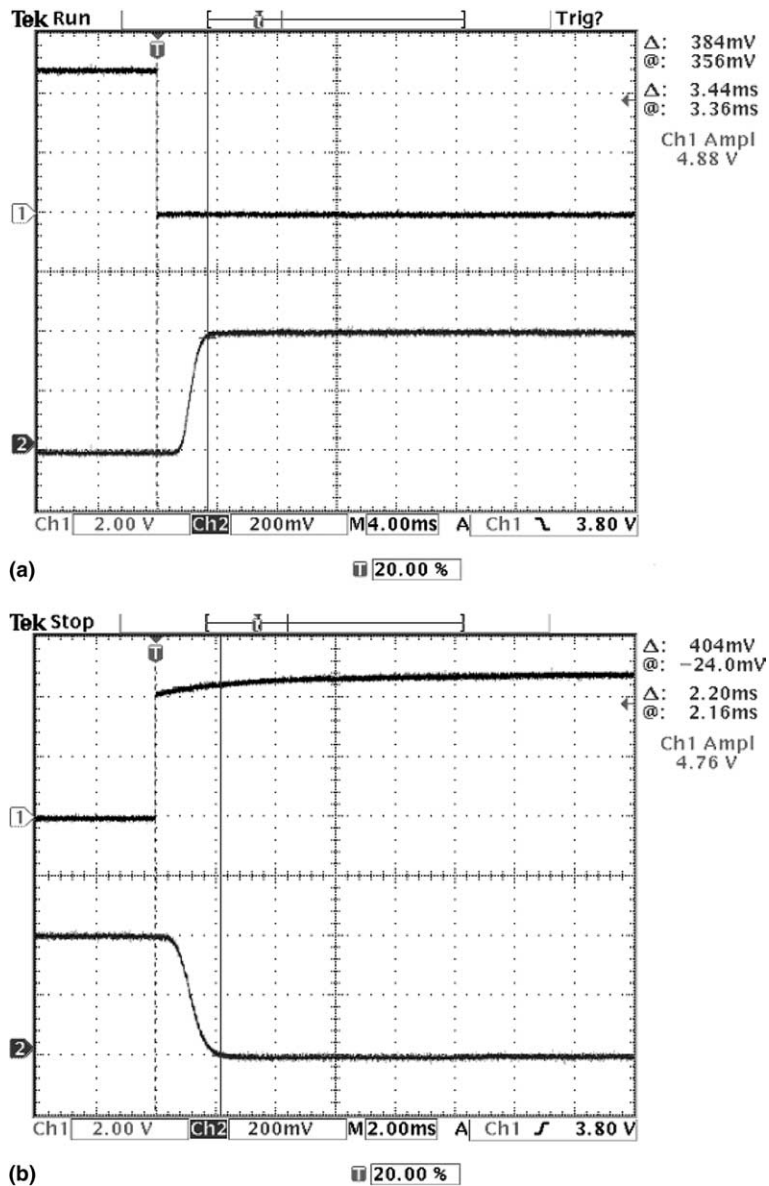 Tek Run
T
Trig?
T
Δ: 384mV
@: 356mV
Δ: 3.44ms
@: 3.36ms
Ch1 Ampl
4.88 V
1
2
Ch1 2.00 V Ch2 200mV M 4.00ms A Ch1 3.80 V
(a)
T 20.00 %
Tek Stop
T
T
Δ: 404mV
@: -24.0mV
Δ: 2.20ms
@: 2.16ms
Ch1 Ampl
4.76 V
1
2
Ch1 2.00 V Ch2 200mV M 2.00ms A Ch1 3.80 V
(b)
T 20.00 %